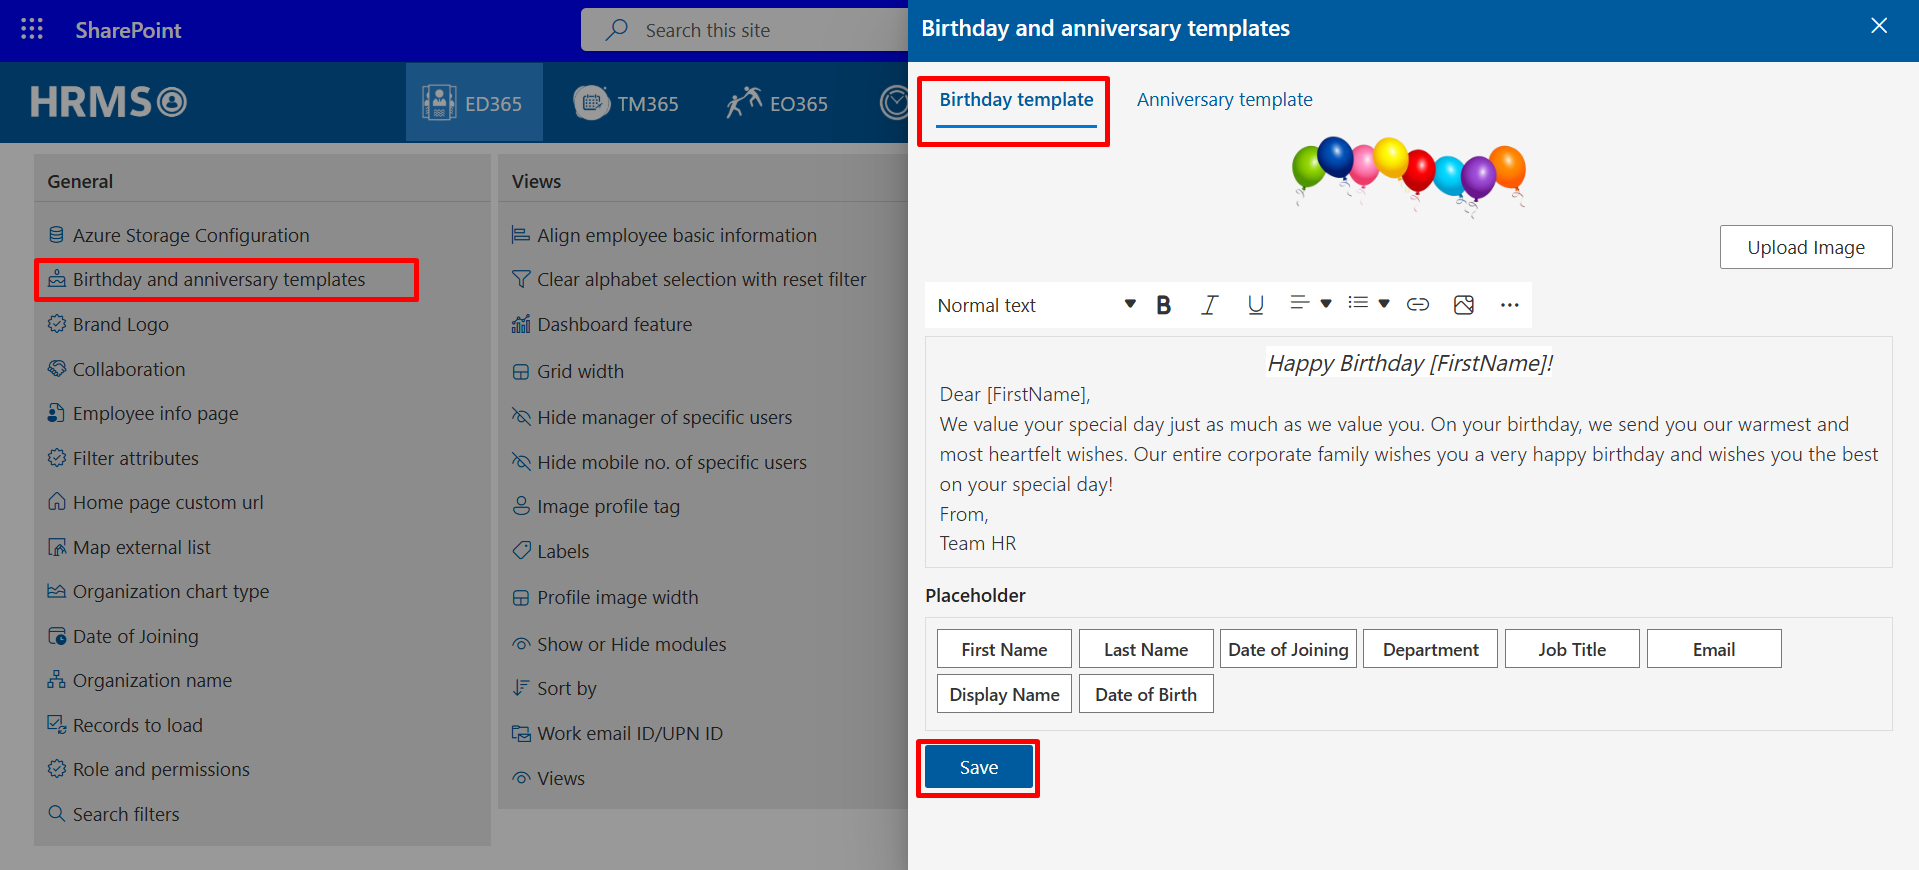 SharePoint
Search this site
HRMS
ED365
TM365
EO365
General
Azure Storage Configuration
Birthday and anniversary templates
Brand Logo
Collaboration
Employee info page
Filter attributes
Home page custom url
Map external list
Organization chart type
Date of Joining
Organization name
Records to load
Role and permissions
Search filters
Views
Align employee basic information
Clear alphabet selection with reset filter
Dashboard feature
Grid width
Hide manager of specific users
Hide mobile no. of specific users
Image profile tag
Labels
Profile image width
Show or Hide modules
Sort by
Work email ID/UPN ID
Views
Birthday and anniversary templates
Birthday template
Anniversary template
Upload Image
Normal text
B I U
Happy Birthday [FirstName]!
Dear [FirstName],
We value your special day just as much as we value you. On your birthday, we send you our warmest and
most heartfelt wishes. Our entire corporate family wishes you a very happy birthday and wishes you the best
on your special day!
From,
Team HR
Placeholder
First Name Last Name Date of Joining Department Job Title Email
Display Name Date of Birth
Save